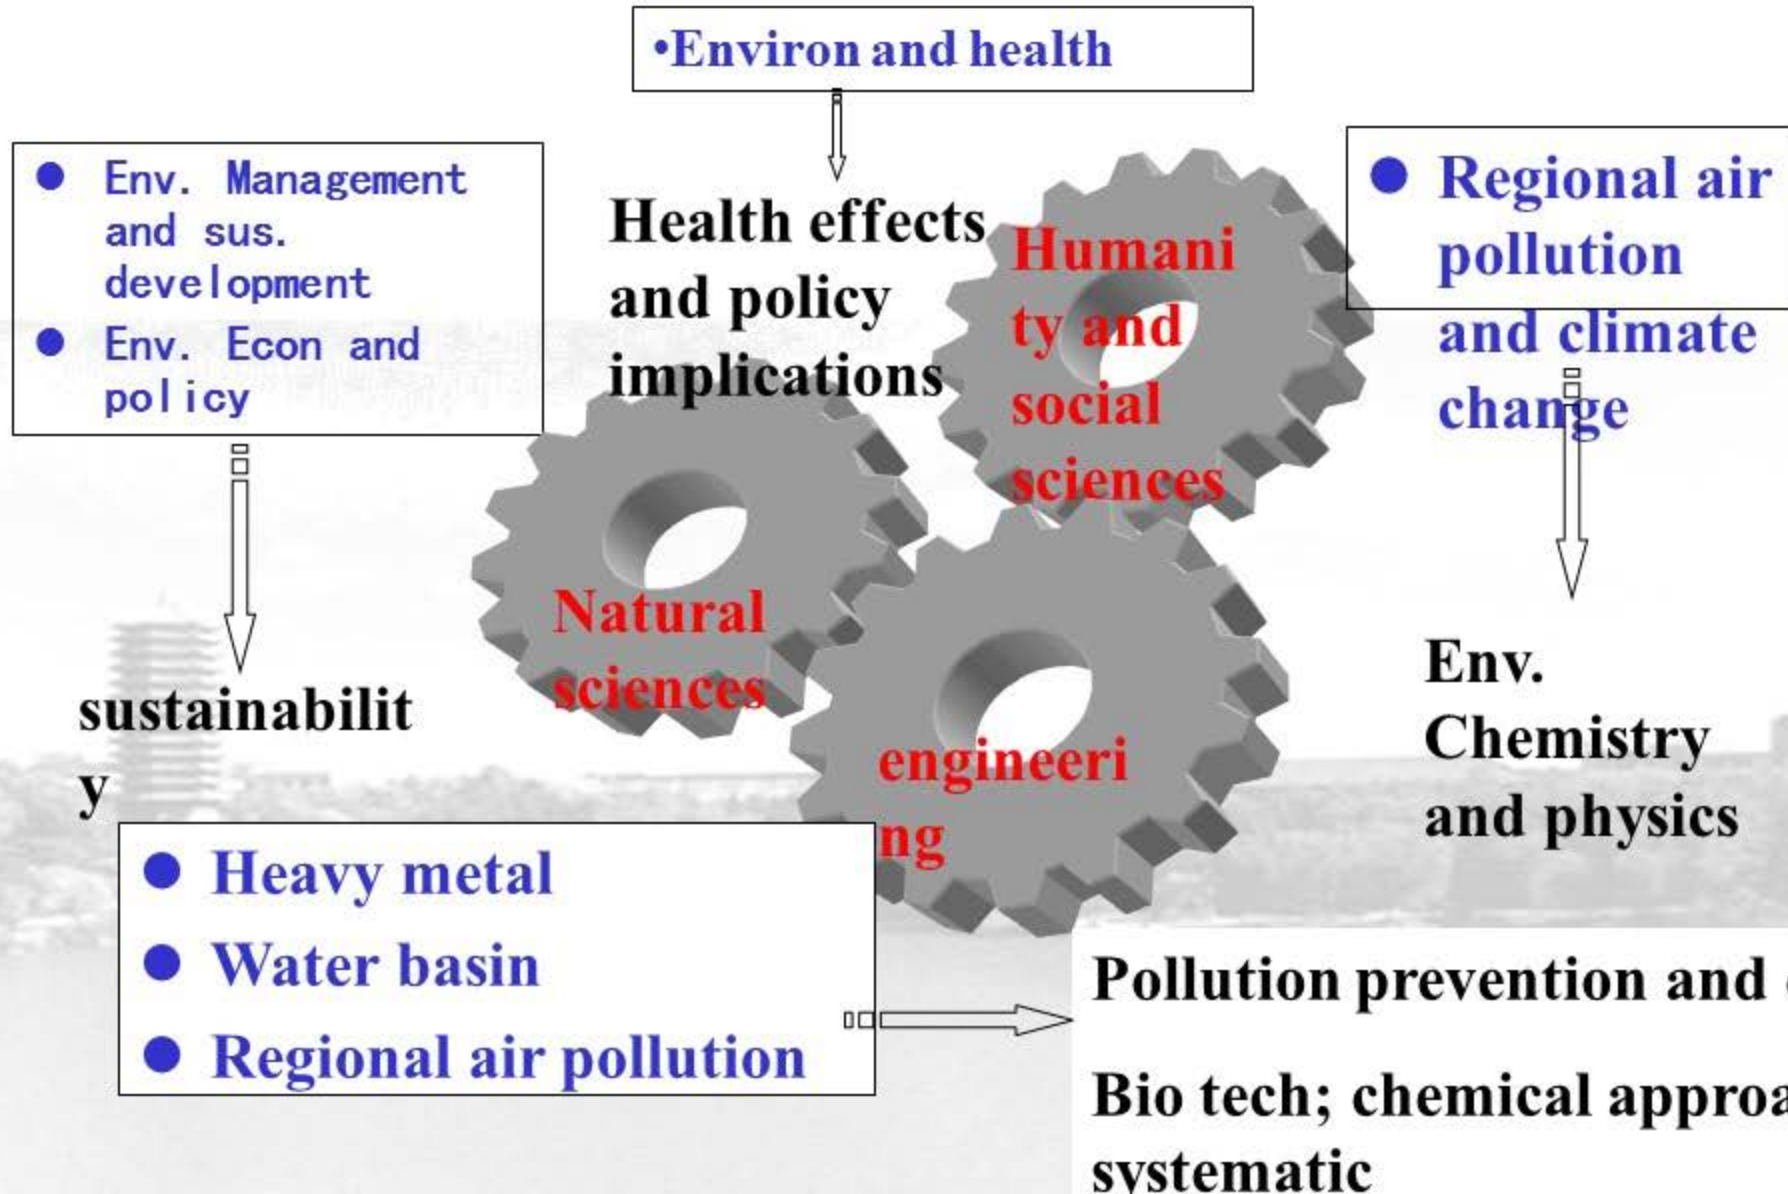 •Environ and health
● Env. Management
and sus.
development
● Env. Econ and
policy
Health effects
and policy
implications
Humani
ty and
social
sciences
● Regional air
pollution
and climate
change
Natural
sciences
engineeri
ng
sustainabilit
y
Env.
Chemistry
and physics
● Heavy metal
● Water basin
● Regional air pollution
Pollution prevention and
Bio tech; chemical approa
systematic